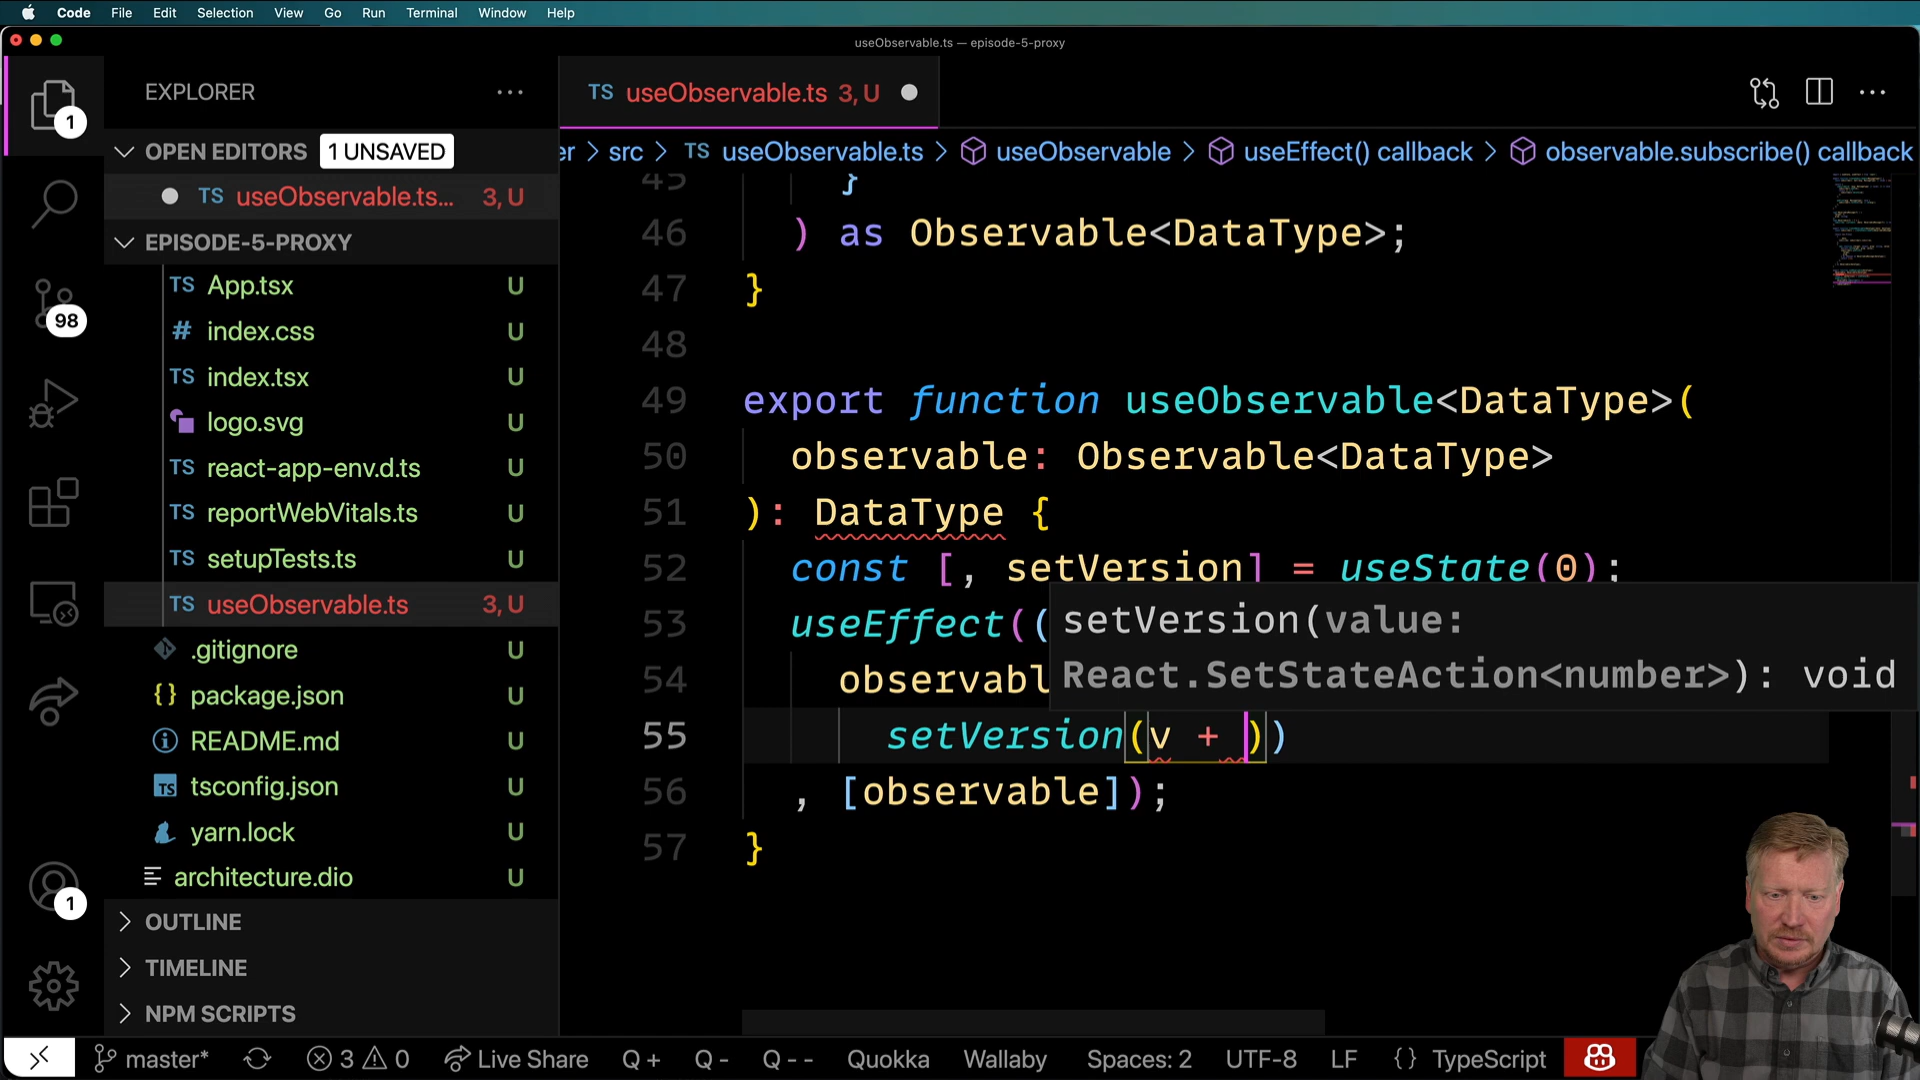 Code File Edit Selection View Go Run Terminal Window Help
useObservable.ts — episode-5-proxy
1
EXPLORER
OPEN EDITORS 1 UNSAVED
TS useObservable.ts... 3, U
EPISODE-5-PROXY
TS App.tsx U
# index.css U
TS index.tsx U
98
logo.svg U
TS react-app-env.d.ts U
TS reportWebVitals.ts U
TS setupTests.ts U
TS useObservable.ts 3, U
.gitignore U
{} package.json U
README.md U
TS tsconfig.json U
yarn.lock U
architecture.dio U
1
OUTLINE
TIMELINE
NPM SCRIPTS
TS useObservable.ts 3, U
er > src > TS useObservable.ts > useObservable > useEffect() callback > observable.subscribe() callback
45 }
46 ) as Observable<DataType>;
47 }
48
49 export function useObservable<DataType>(
50 observable: Observable<DataType>
51 ): DataType {
52 const [, setVersion] = useState(0);
53 useEffect((
54 observabl
setVersion(value:
React.SetStateAction<number>): void
55 setVersion(v + ))
56 , [observable]);
57 }
master* 3 0 Live Share Q + Q - Q - - Quokka Wallaby Spaces: 2 UTF-8 LF {} TypeScript